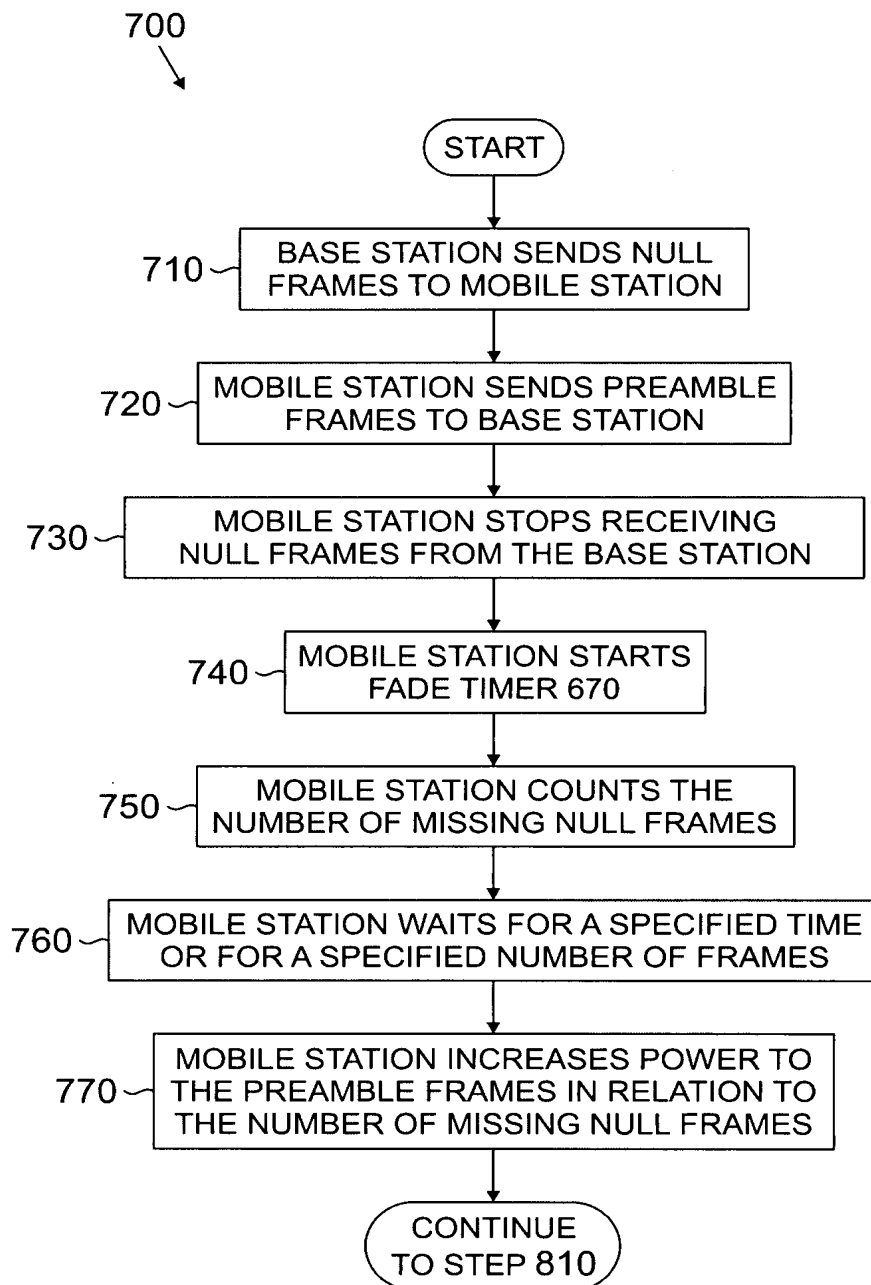 700
START
710
BASE STATION SENDS NULL
FRAMES TO MOBILE STATION
720
MOBILE STATION SENDS PREAMBLE
FRAMES TO BASE STATION
730
MOBILE STATION STOPS RECEIVING
NULL FRAMES FROM THE BASE STATION
740
MOBILE STATION STARTS
FADE TIMER 670
750
MOBILE STATION COUNTS THE
NUMBER OF MISSING NULL FRAMES
760
MOBILE STATION WAITS FOR A SPECIFIED TIME
OR FOR A SPECIFIED NUMBER OF FRAMES
770
MOBILE STATION INCREASES POWER TO
THE PREAMBLE FRAMES IN RELATION TO
THE NUMBER OF MISSING NULL FRAMES
CONTINUE
TO STEP 810